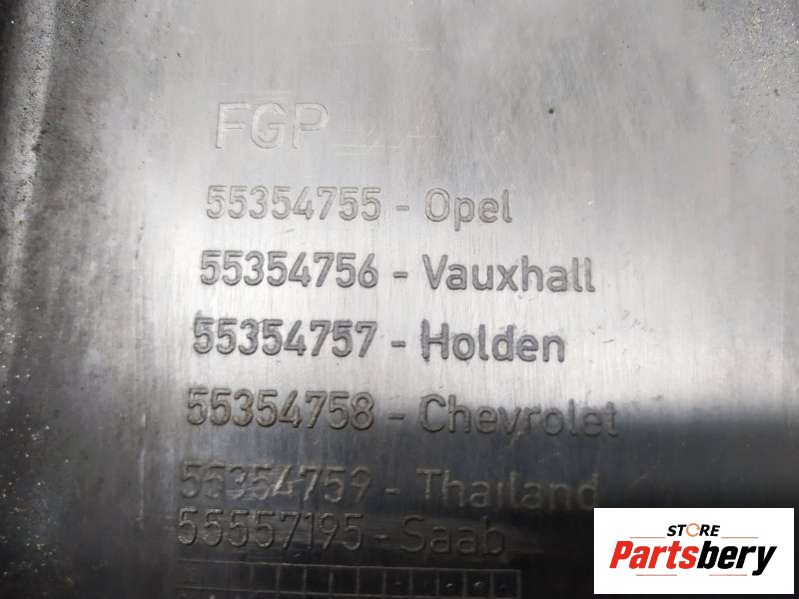 FGP
55354755 - Opel
55354756 - Vauxhall
55354757 - Holden
55354758 - Chevrolet
55354759 - Thailand
55557195 - Saab
STORE
Partsbery